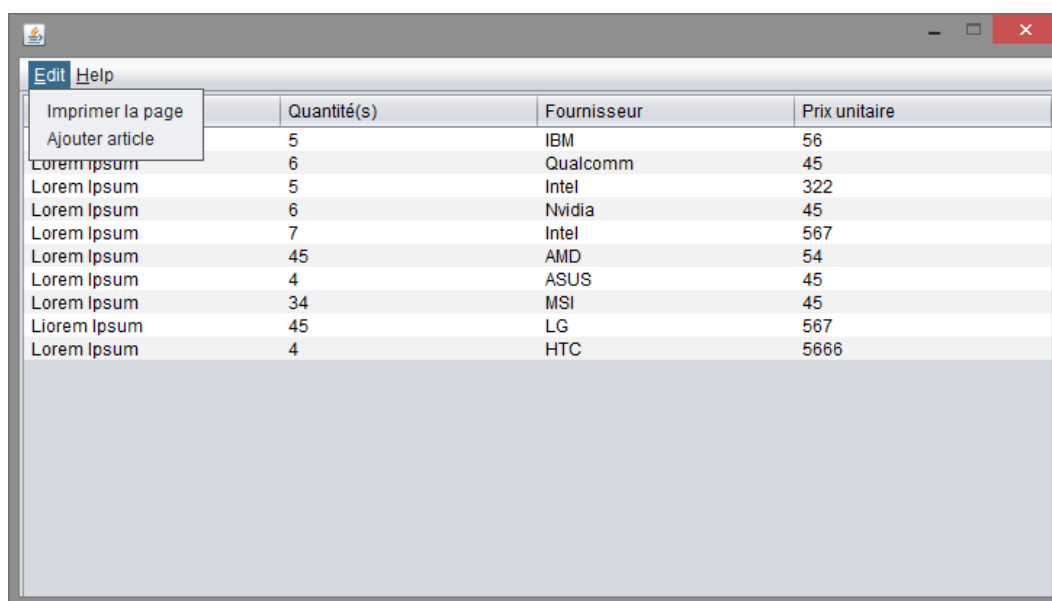 Edit Help
Imprimer la page
Ajouter article
Quantité(s) Fournisseur Prix unitaire
5 IBM 56
Lorem Ipsum 6 Qualcomm 45
Lorem Ipsum 5 Intel 322
Lorem Ipsum 6 Nvidia 45
Lorem Ipsum 7 Intel 567
Lorem Ipsum 45 AMD 54
Lorem Ipsum 4 ASUS 45
Lorem Ipsum 34 MSI 45
Liorem Ipsum 45 LG 567
Lorem Ipsum 4 HTC 5666